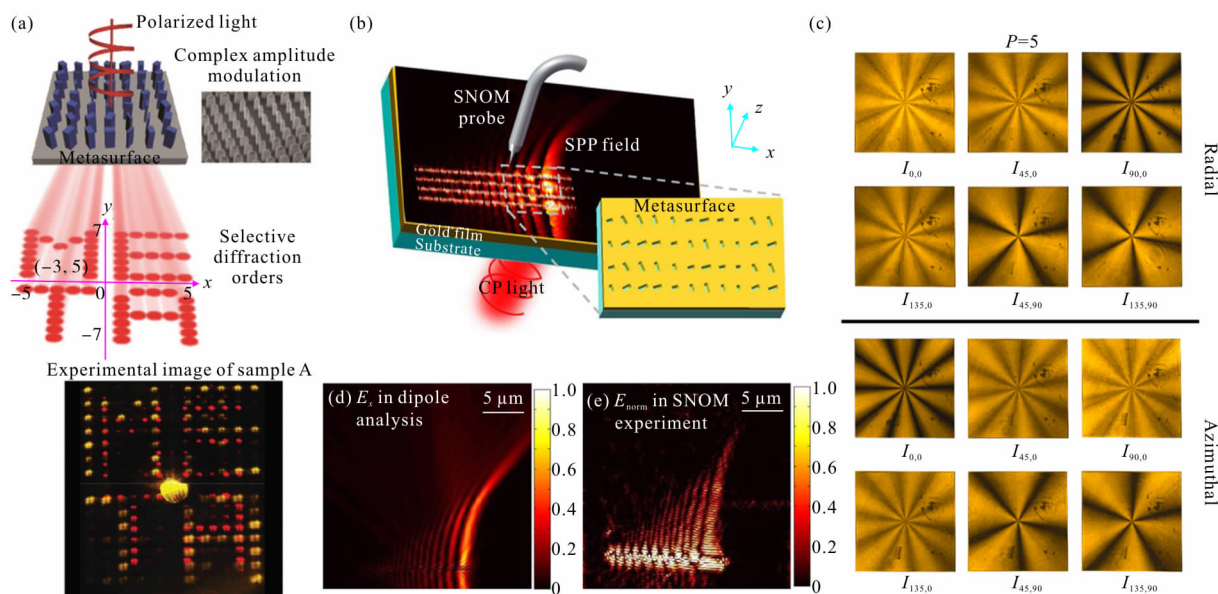 (a)
Polarized light
Complex amplitude
modulation
Metasurface
y
7
Selective
diffraction
orders
(−3, 5)
−5
0
5
x
−7
Experimental image of sample A
(b)
SNOM
probe
SPP field
y
z
x
Metasurface
Gold film
Substrate
CP light
(d) Ex in dipole
analysis
5 μm
1.0
0.8
0.6
0.4
0.2
0
(e) Enorm in SNOM
experiment
5 μm
1.0
0.8
0.6
0.4
0.2
0
(c)
P=5
I0,0
I45,0
I90,0
I135,0
I45,90
I135,90
Radial
I0,0
I45,0
I90,0
I135,0
I45,90
I135,90
Azimuthal